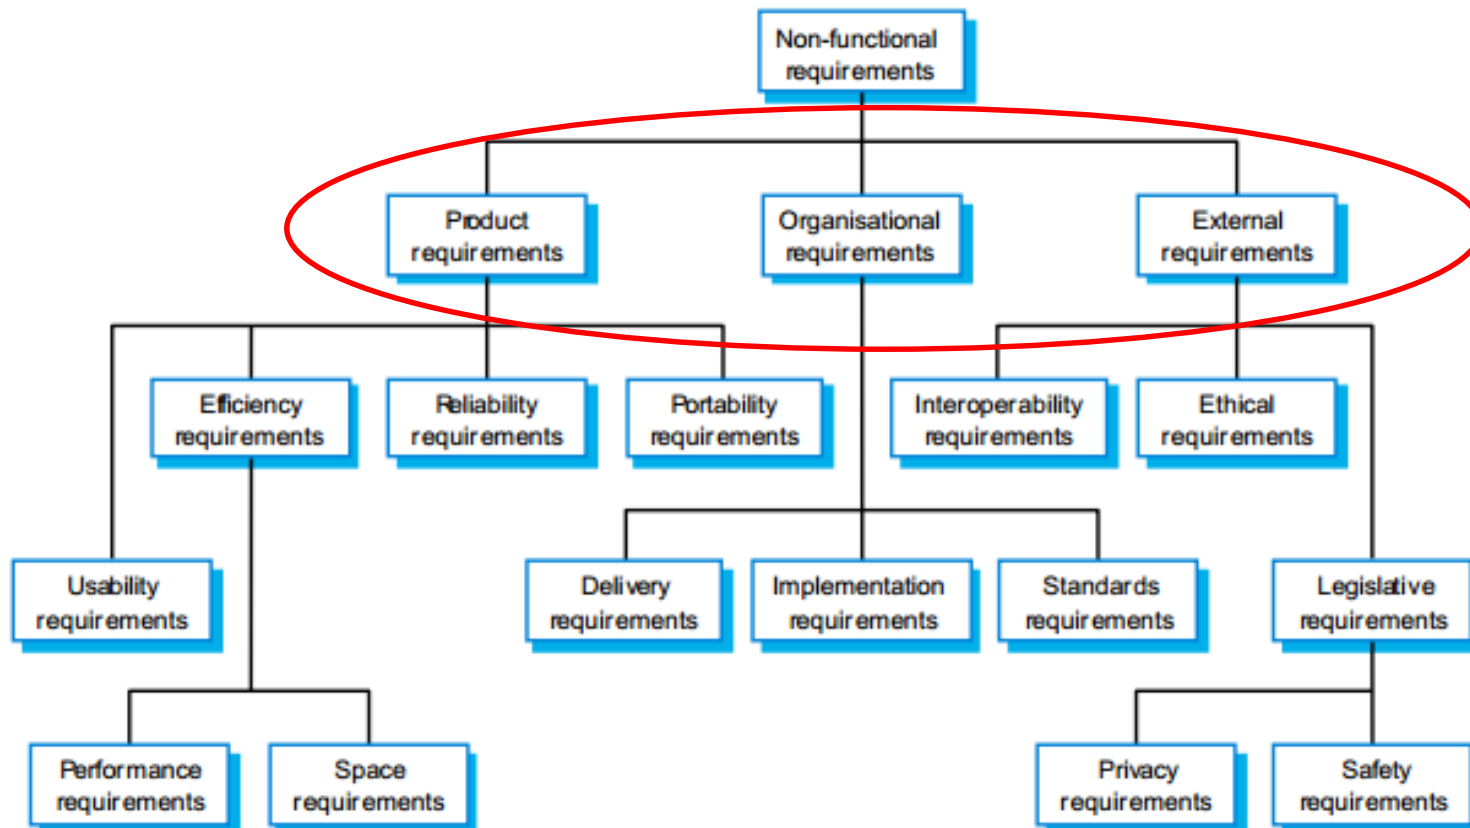 Non-functional
requirements
Product
requirements
Organisational
requirements
External
requirements
Efficiency
requirements
Reliability
requirements
Portability
requirements
Interoperability
requirements
Ethical
requirements
Usability
requirements
Delivery
requirements
Implementation
requirements
Standards
requirements
Legislative
requirements
Performance
requirements
Space
requirements
Privacy
requirements
Safety
requirements